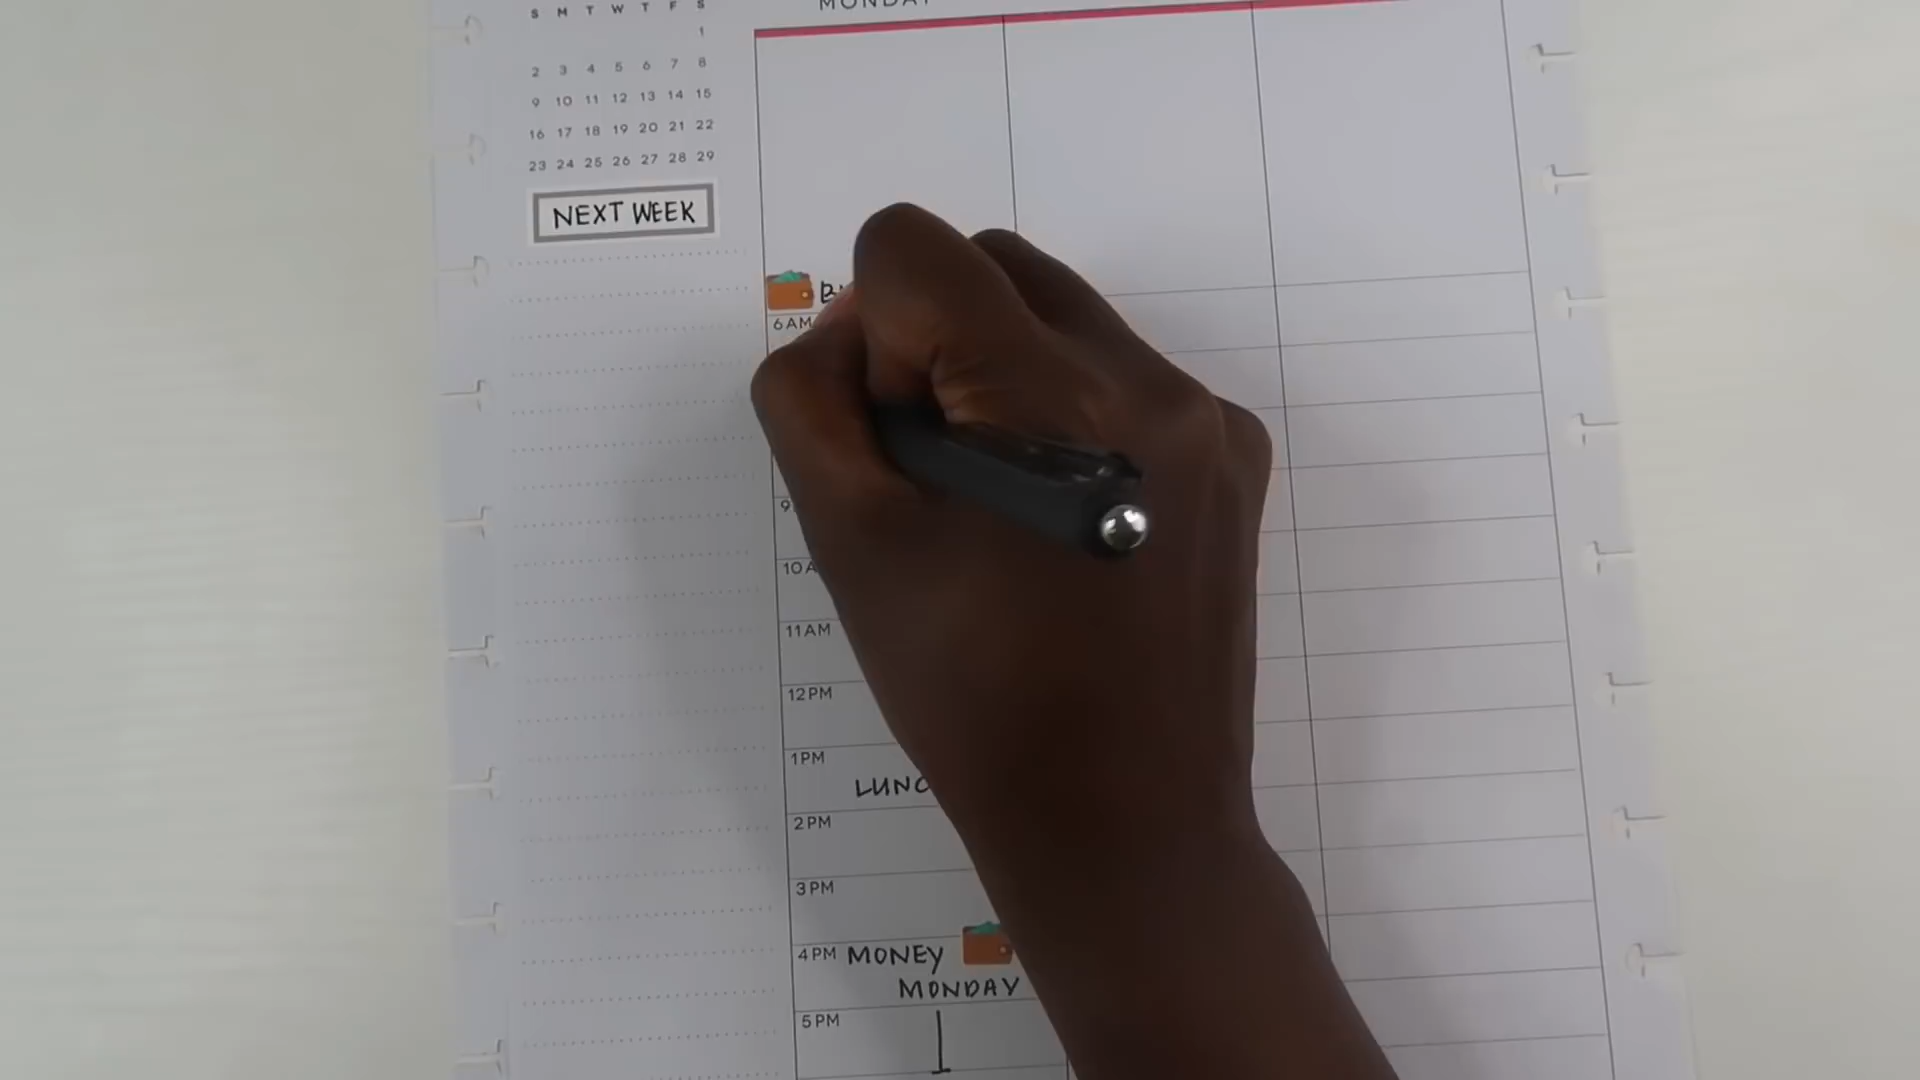 S M T W T F S
1
2 3 4 5 6 7 8
9 10 11 12 13 14 15
16 17 18 19 20 21 22
23 24 25 26 27 28 29
NEXT WEEK
MONDAY
6AM
11AM
12PM
1PM
2PM
3PM
4PM MONEY
MONDAY
5PM